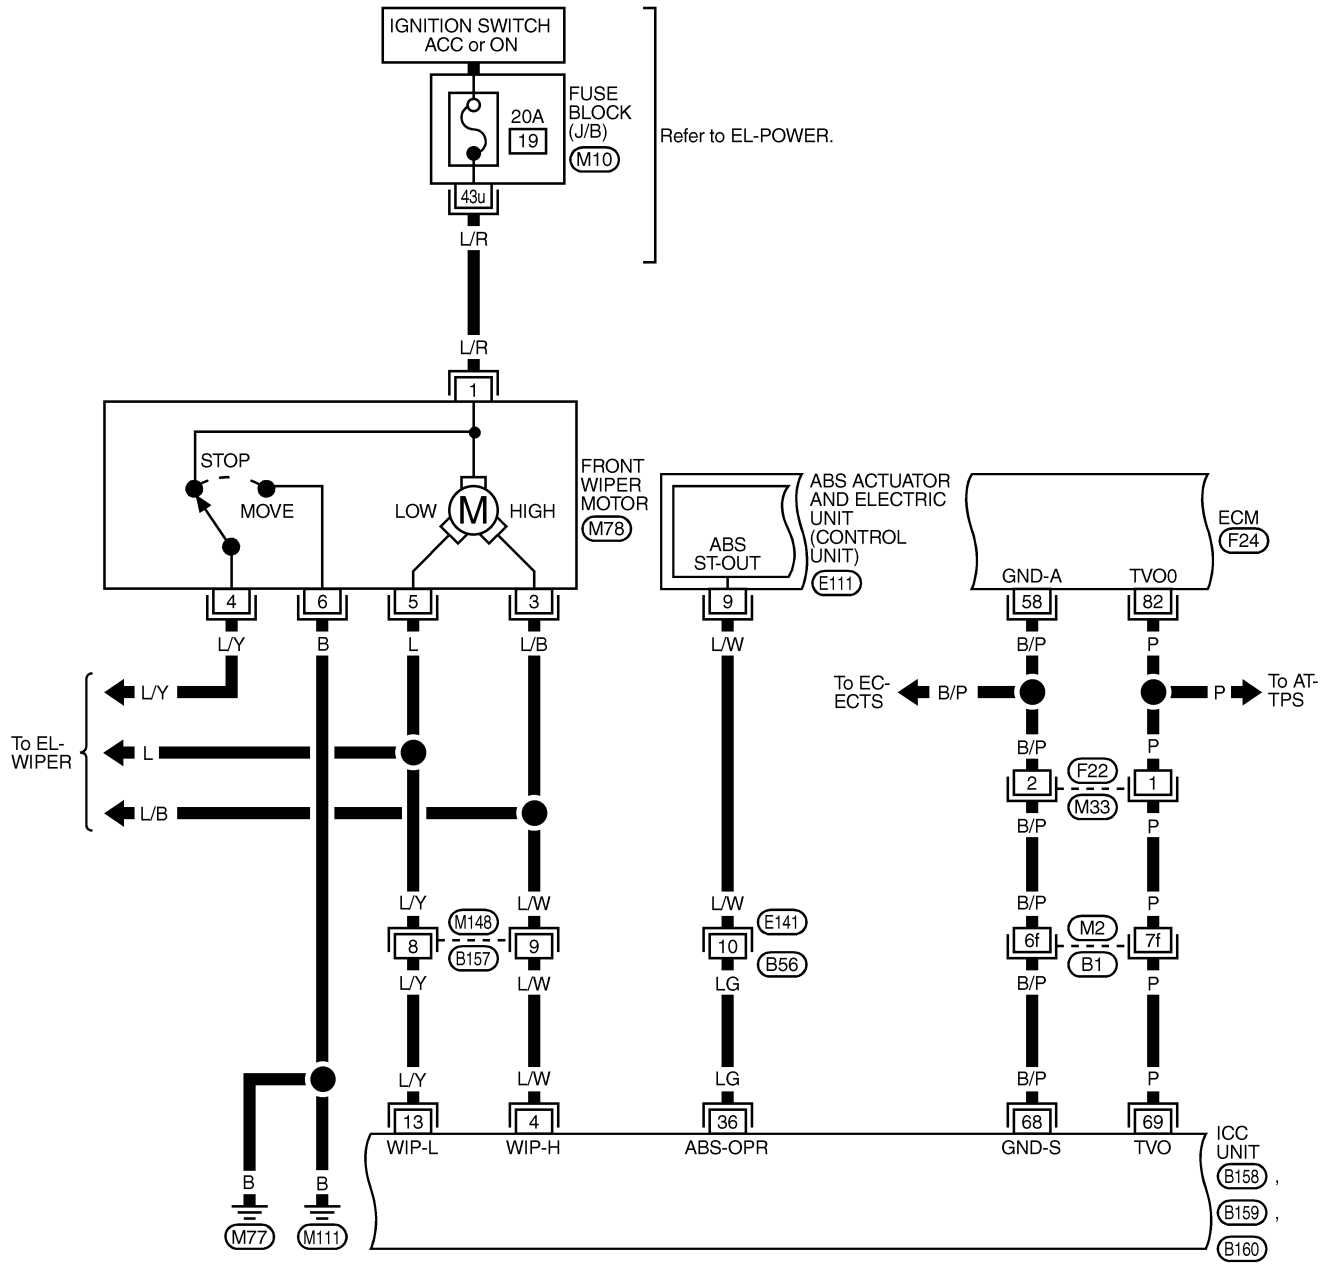 IGNITION SWITCH
ACC or ON
FUSE
BLOCK
(J/B)
M10
20A
19
Refer to EL-POWER.
43u
L/R
L/R
1
STOP
MOVE
LOW
M
HIGH
FRONT
WIPER
MOTOR
M78
ABS
ST-OUT
ABS ACTUATOR
AND ELECTRIC
UNIT
(CONTROL
UNIT)
E111
ECM
F24
GND-A
TVO0
4
6
5
3
9
58
82
L/Y
B
L
L/B
L/W
B/P
P
To EL-
WIPER
L/Y
L
L/B
To EC-
ECTS
B/P
P
To AT-
TPS
B/P
P
2
F22
M33
1
B/P
P
L/Y
L/W
L/W
B/P
P
8
M148
B157
9
10
E141
B56
6f
M2
B1
7f
L/Y
L/W
LG
B/P
P
L/Y
L/W
LG
B/P
P
13
4
36
68
69
WIP-L
WIP-H
ABS-OPR
GND-S
TVO
ICC
UNIT
B158 ,
B159 ,
B160
B
B
M77
M111